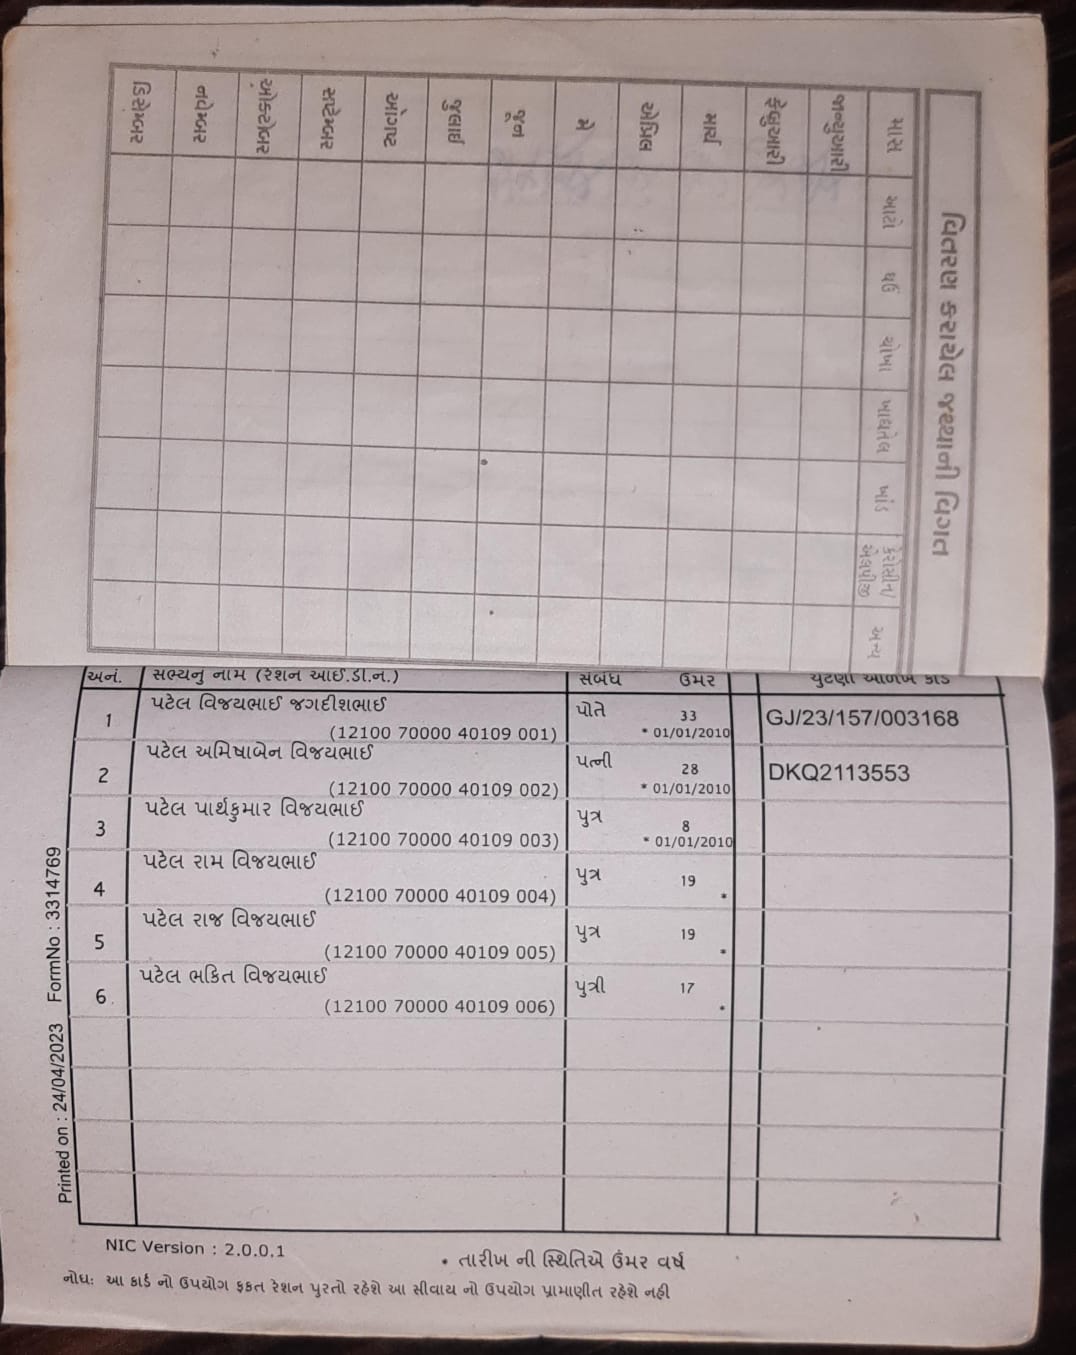 વિતરણ કરાયેલ જથ્થાની વિગત
માસ
આટો
ઘઉં
ચોખા
ખાદ્યતેલ
ખાંડ
કેરોસીન/
એલપીજી
અન્ય
જાન્યુઆરી
ફેબ્રુઆરી
માર્ચ
એપ્રિલ
મે
જૂન
જુલાઈ
ઓગષ્ટ
સપ્ટેમ્બર
ઓક્ટોબર
નવેમ્બર
ડિસેમ્બર
અનં. સભ્યનુ નામ (રેશન આઈ.ડી.ન.) સંબંધ ઉમર ચુટણી ઓળખ કાર્ડ
1 પટેલ વિજયભાઈ જગદીશભાઈ પોતે 33 GJ/23/157/003168
(12100 70000 40109 001) * 01/01/2010
2 પટેલ અમિષાબેન વિજયભાઈ પત્ની 28 DKQ2113553
(12100 70000 40109 002) * 01/01/2010
3 પટેલ પાર્થકુમાર વિજયભાઈ પુત્ર 8
(12100 70000 40109 003) * 01/01/2010
4 પટેલ રામ વિજયભાઈ પુત્ર 19
(12100 70000 40109 004) *
5 પટેલ રાજ વિજયભાઈ પુત્ર 19
(12100 70000 40109 005) *
6 પટેલ ભકિત વિજયભાઈ પુત્રી 17
(12100 70000 40109 006) *
Printed on : 24/04/2023 FormNo : 3314769
NIC Version : 2.0.0.1
* તારીખ ની સ્થિતિએ ઉંમર વર્ષ
નોધઃ આ કાર્ડ નો ઉપયોગ ફકત રેશન પુરતો રહેશે આ સીવાય નો ઉપયોગ પ્રામાણીત રહેશે નહી